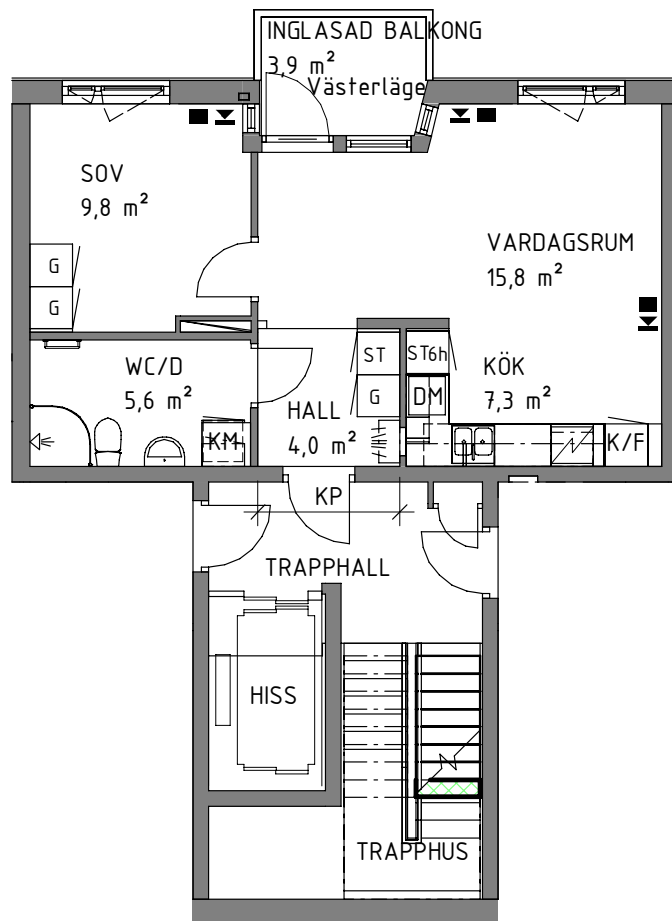 INGLASAD BALKONG
3,9 m²
Västerläge
SOV
9,8 m²
VARDAGSRUM
15,8 m²
G
G
WC/D
5,6 m²
ST
ST6h
KÖK
7,3 m²
G
DM
HALL
4,0 m²
KM
K/F
KP
TRAPPHALL
HISS
TRAPPHUS